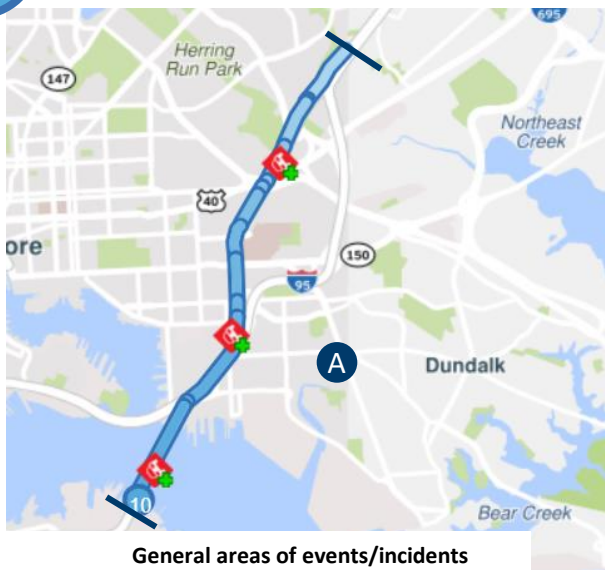 695
Herring
Run Park
147
Northeast
Creek
40
ore
150
95
A
Dundalk
10
Bear Creek
General areas of events/incidents